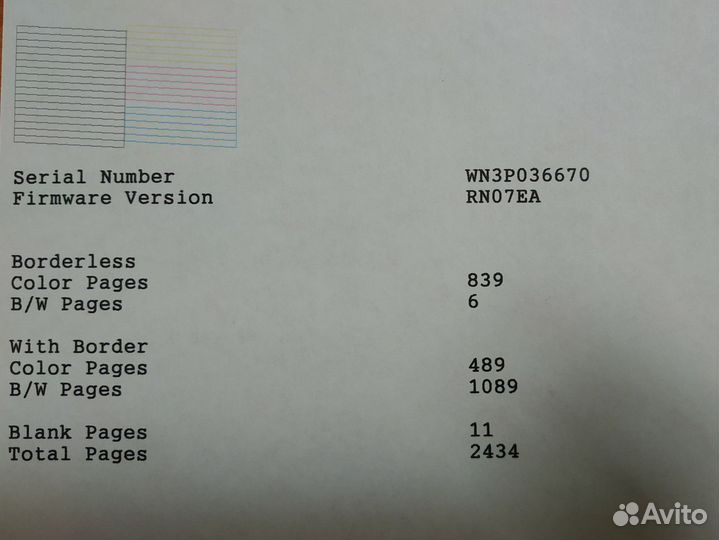 Serial Number WN3P036670
Firmware Version RN07EA
Borderless
Color Pages 839
B/W Pages 6
With Border
Color Pages 489
B/W Pages 1089
Blank Pages 11
Total Pages 2434
Avito